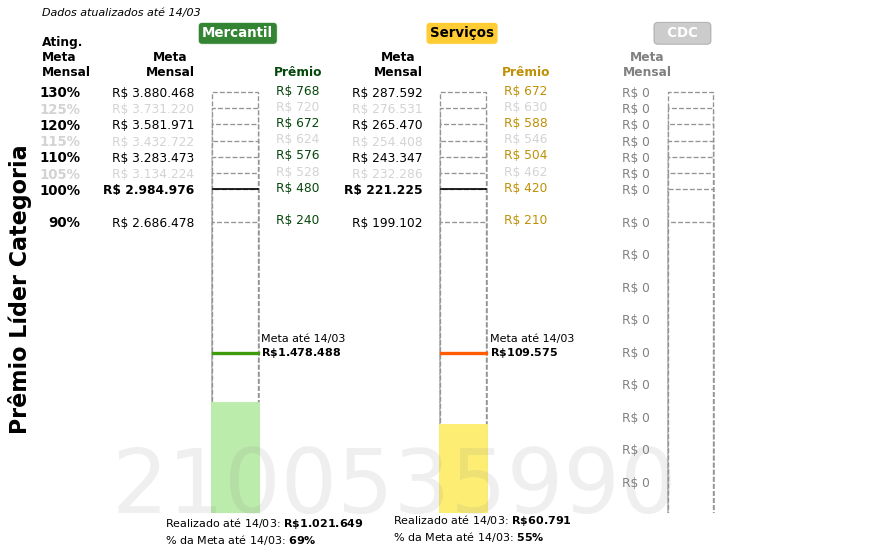 Dados atualizados até 14/03
Mercantil Serviços CDC
Ating. Meta Mensal Meta Mensal Prêmio Meta Mensal Prêmio Meta Mensal
130% R$ 3.880.468 R$ 768 R$ 287.592 R$ 672 R$ 0
125% R$ 3.731.220 R$ 720 R$ 276.531 R$ 630 R$ 0
120% R$ 3.581.971 R$ 672 R$ 265.470 R$ 588 R$ 0
115% R$ 3.432.722 R$ 624 R$ 254.408 R$ 546 R$ 0
110% R$ 3.283.473 R$ 576 R$ 243.347 R$ 504 R$ 0
105% R$ 3.134.224 R$ 528 R$ 232.286 R$ 462 R$ 0
100% R$ 2.984.976 R$ 480 R$ 221.225 R$ 420 R$ 0
90% R$ 2.686.478 R$ 240 R$ 199.102 R$ 210 R$ 0
R$ 0
R$ 0
R$ 0
Meta até 14/03 Meta até 14/03
R$1.478.488 R$109.575 R$ 0
R$ 0
R$ 0
R$ 0
R$ 0
Prêmio Líder Categoria
2100535990
Realizado até 14/03: R$1.021.649 Realizado até 14/03: R$60.791
% da Meta até 14/03: 69% % da Meta até 14/03: 55%